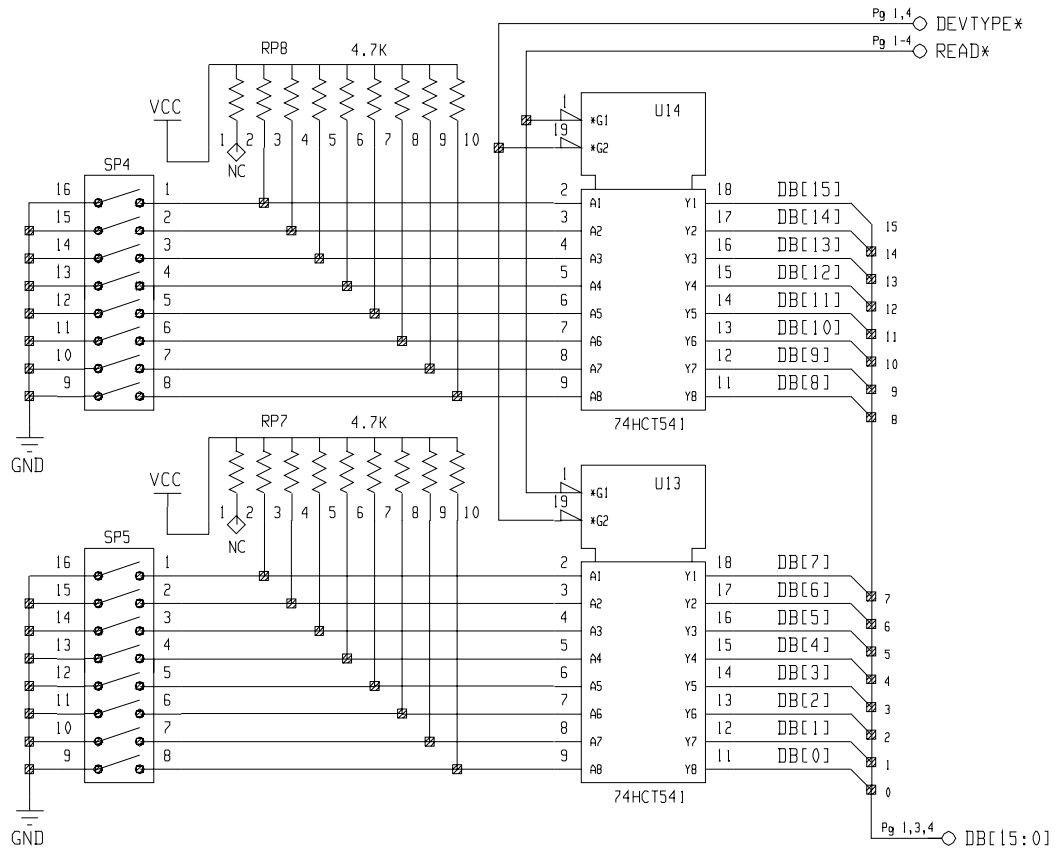 Pg 1,4 DEVTYPE*
Pg 1-4 READ*
RP8 4.7K
VCC
1 2 3 4 5 6 7 8 9 10
NC
SP4
1 *G1 U14
19 *G2
16 1 2 A1 Y1 18 DB[15] 15
15 2 3 A2 Y2 17 DB[14] 14
14 3 4 A3 Y3 16 DB[13] 13
13 4 5 A4 Y4 15 DB[12] 12
12 5 6 A5 Y5 14 DB[11] 11
11 6 7 A6 Y6 13 DB[10] 10
10 7 8 A7 Y7 12 DB[9] 9
9 8 9 A8 Y8 11 DB[8] 8
74HCT541
GND
RP7 4.7K
VCC
1 2 3 4 5 6 7 8 9 10
NC
SP5
1 *G1 U13
19 *G2
16 1 2 A1 Y1 18 DB[7] 7
15 2 3 A2 Y2 17 DB[6] 6
14 3 4 A3 Y3 16 DB[5] 5
13 4 5 A4 Y4 15 DB[4] 4
12 5 6 A5 Y5 14 DB[3] 3
11 6 7 A6 Y6 13 DB[2] 2
10 7 8 A7 Y7 12 DB[1] 1
9 8 9 A8 Y8 11 DB[0] 0
74HCT541
GND
Pg 1,3,4 DB[15:0]